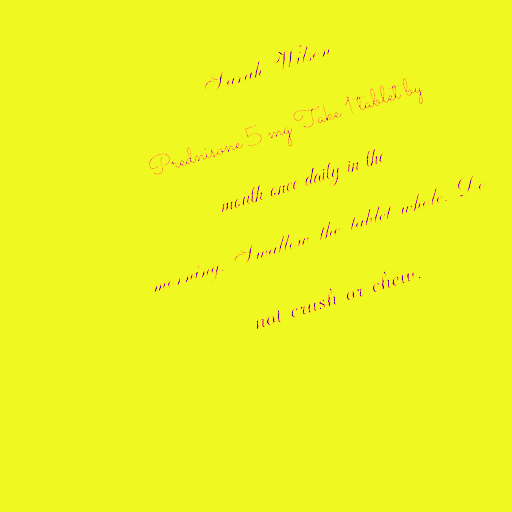 Sarah Wilson
Prednisone 5 mg Take 1 tablet by
mouth once daily in the
morning. Swallow the tablet whole. Do
not crush or chew.